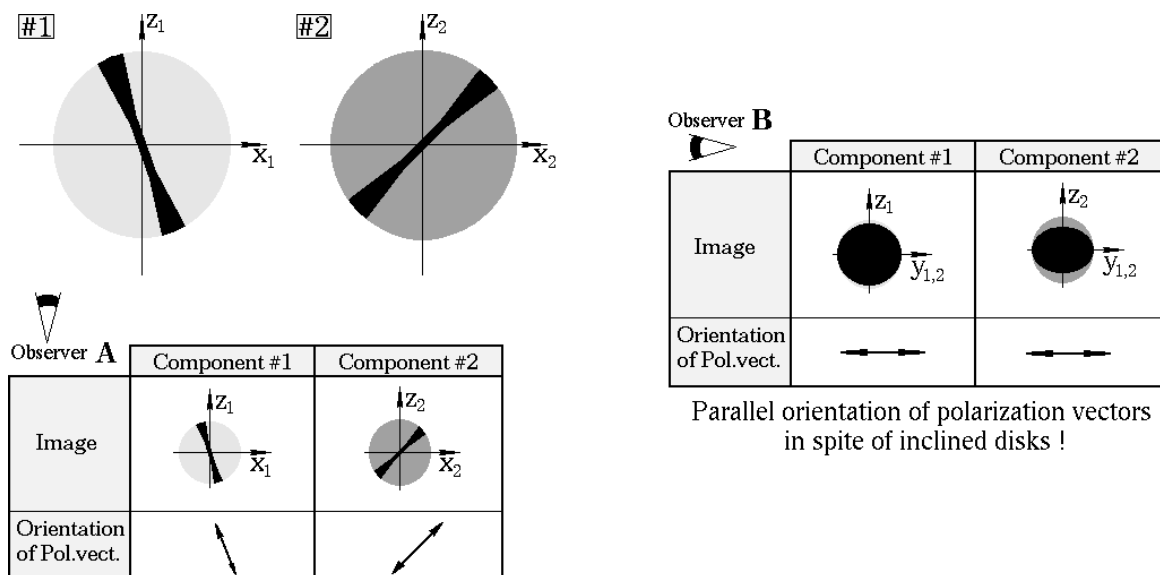 #1
z1
x1
#2
z2
x2
Observer A
Component #1
Component #2
Image
z1
x1
z2
x2
Orientation
of Pol.vect.
Observer B
Component #1
Component #2
Image
z1
y1,2
z2
y1,2
Orientation
of Pol.vect.
Parallel orientation of polarization vectors
in spite of inclined disks !